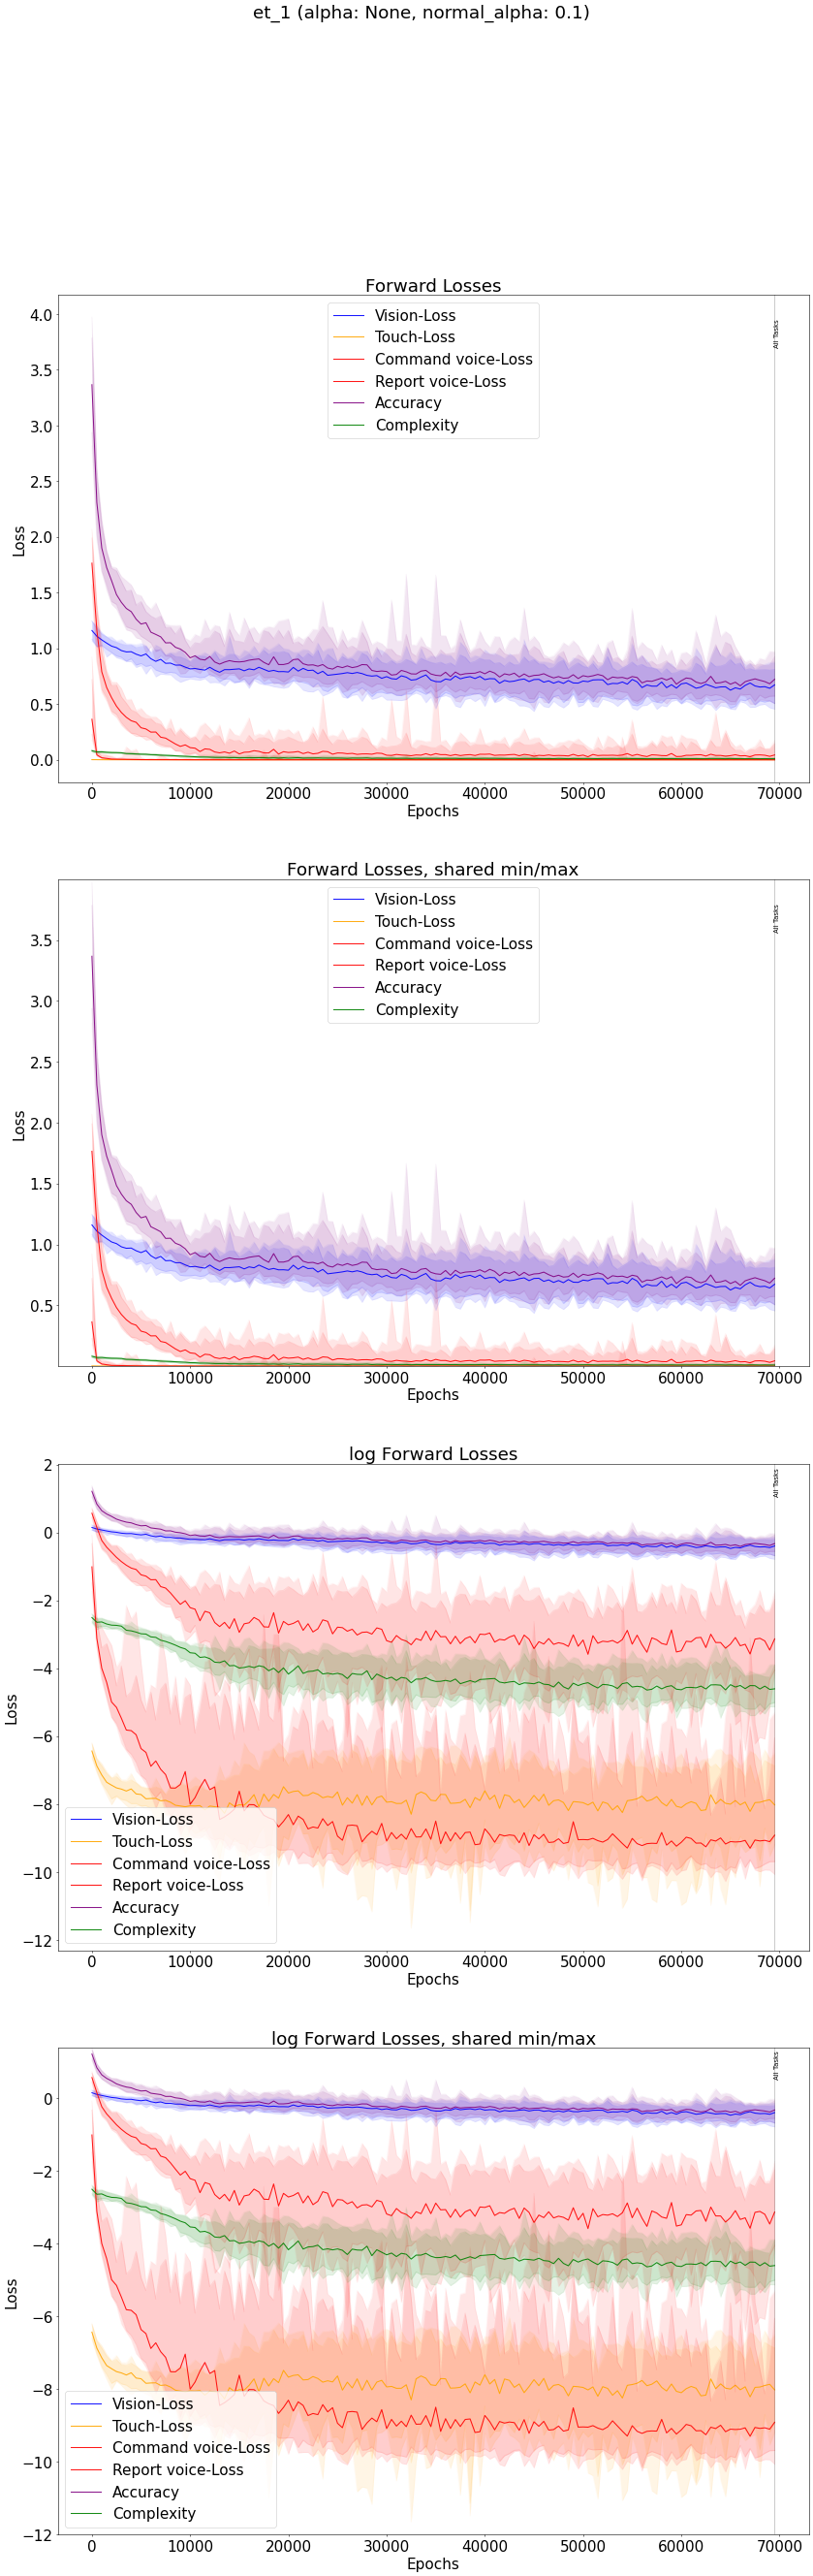 et_1 (alpha: None, normal_alpha: 0.1)
Forward Losses
Vision-Loss
Touch-Loss
Command voice-Loss
Report voice-Loss
Accuracy
Complexity
All Tasks
Loss
4.0
3.5
3.0
2.5
2.0
1.5
1.0
0.5
0.0
0 10000 20000 30000 40000 50000 60000 70000
Epochs
Forward Losses, shared min/max
Vision-Loss
Touch-Loss
Command voice-Loss
Report voice-Loss
Accuracy
Complexity
All Tasks
Loss
3.5
3.0
2.5
2.0
1.5
1.0
0.5
0 10000 20000 30000 40000 50000 60000 70000
Epochs
log Forward Losses
All Tasks
Loss
2
0
−2
−4
−6
−8
−10
−12
Vision-Loss
Touch-Loss
Command voice-Loss
Report voice-Loss
Accuracy
Complexity
0 10000 20000 30000 40000 50000 60000 70000
Epochs
log Forward Losses, shared min/max
All Tasks
Loss
0
−2
−4
−6
−8
−10
−12
Vision-Loss
Touch-Loss
Command voice-Loss
Report voice-Loss
Accuracy
Complexity
0 10000 20000 30000 40000 50000 60000 70000
Epochs